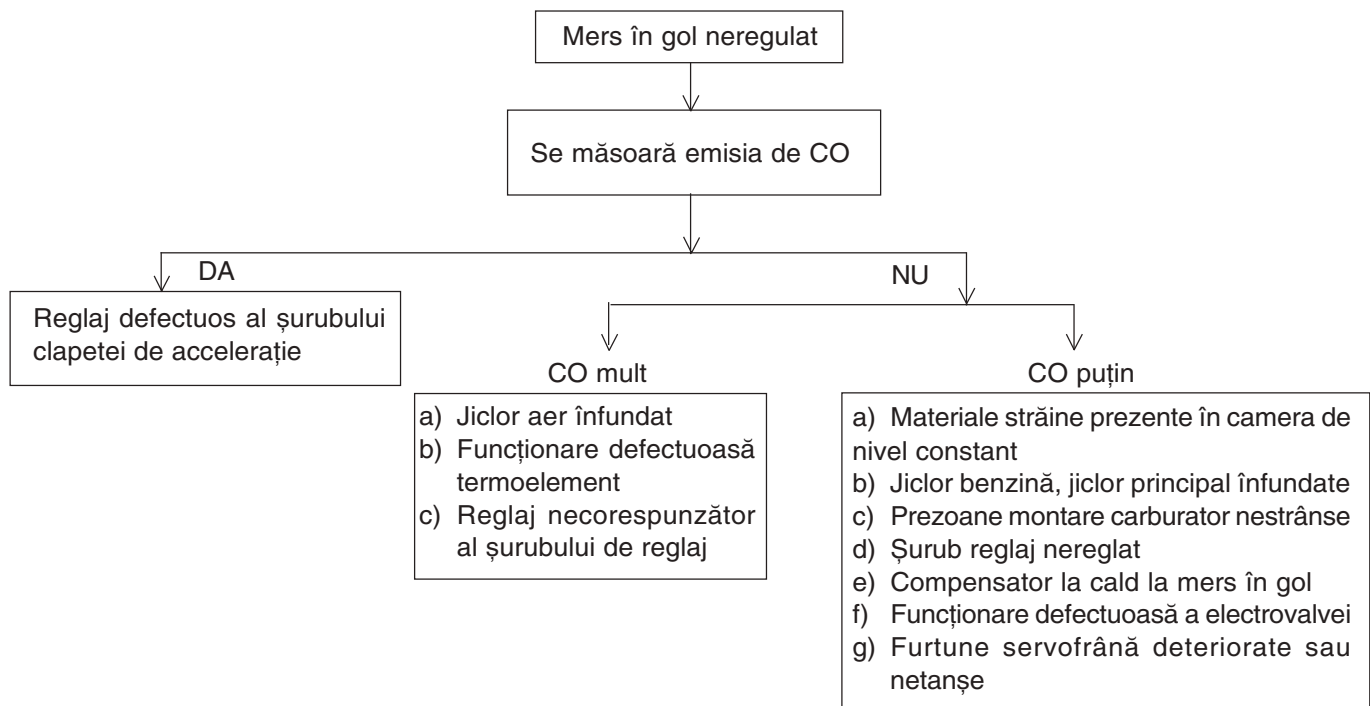 Mers în gol neregulat
Se măsoară emisia de CO
DA
NU
Reglaj defectuos al șurubului
clapetei de accelerație
CO mult
a) Jiclor aer înfundat
b) Funcționare defectuoasă
termoelement
c) Reglaj necorespunzător
al șurubului de reglaj
CO puțin
a) Materiale străine prezente în camera de
nivel constant
b) Jiclor benzină, jiclor principal înfundate
c) Prezoane montare carburator nestrânse
d) Șurub reglaj nereglat
e) Compensator la cald la mers în gol
f) Funcționare defectuoasă a electrovalvei
g) Furtune servofrână deteriorate sau
netanșe